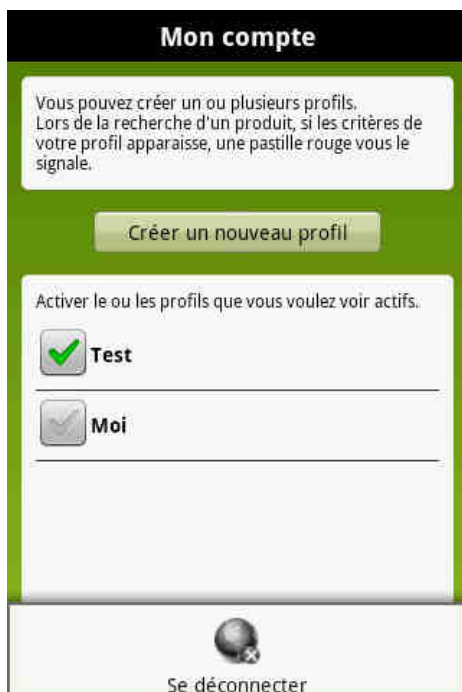 Mon compte
Vous pouvez créer un ou plusieurs profils.
Lors de la recherche d'un produit, si les critères de
votre profil apparaisse, une pastille rouge vous le
signale.
Créer un nouveau profil
Activer le ou les profils que vous voulez voir actifs.
Test
Moi
Se déconnecter